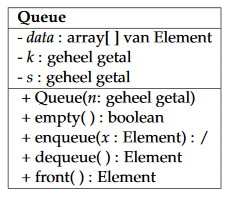 Queue
- data : array[ ] van Element
- k : geheel getal
- s : geheel getal
+ Queue(n: geheel getal)
+ empty( ) : boolean
+ enqueue(x : Element) : /
+ dequeue( ) : Element
+ front( ) : Element